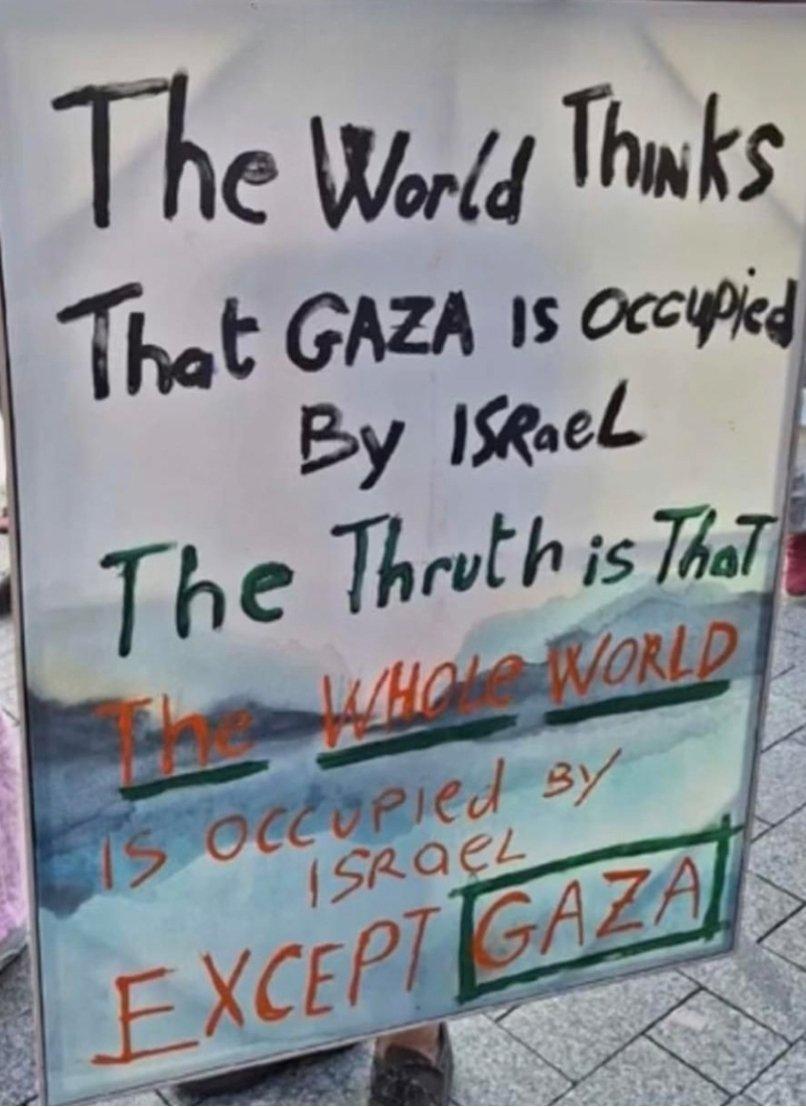 The World Thinks
That GAZA is occupied
By ISRaeL
The Thruth is That
The WHOLe WORLD
is occupied BY
ISRaeL
EXCEPT GAZA